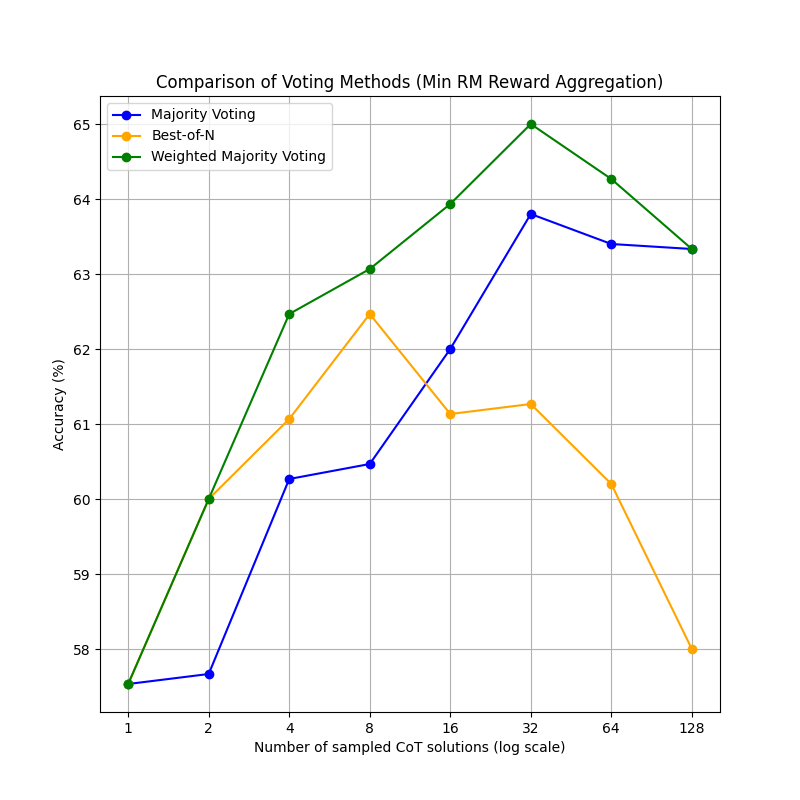 Comparison of Voting Methods (Min RM Reward Aggregation)
Majority Voting
Best-of-N
Weighted Majority Voting
65
64
63
62
61
60
59
58
Accuracy (%)
1 2 4 8 16 32 64 128
Number of sampled CoT solutions (log scale)